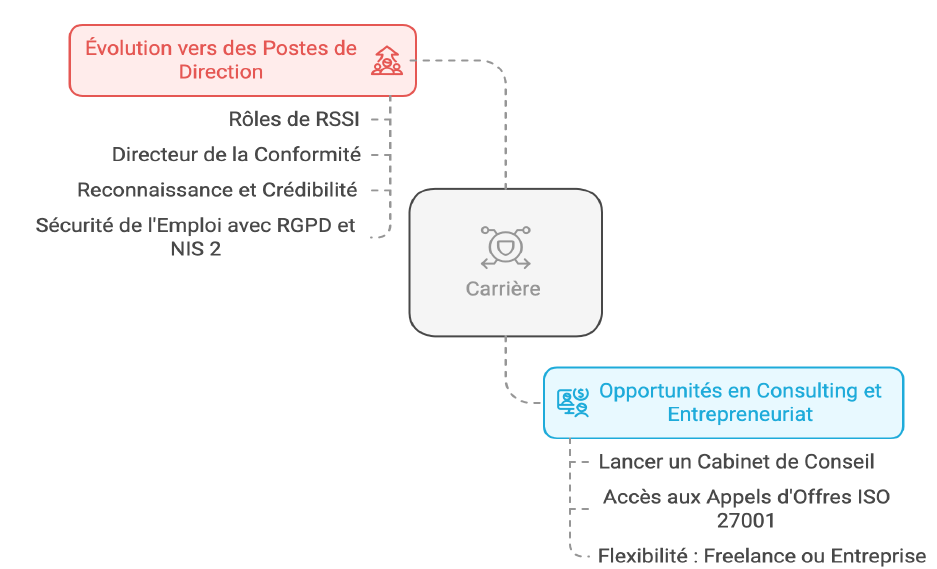 Évolution vers des Postes de
Direction
Rôles de RSSI
Directeur de la Conformité
Reconnaissance et Crédibilité
Sécurité de l'Emploi avec RGPD et
NIS 2
Carrière
Opportunités en Consulting et
Entrepreneuriat
Lancer un Cabinet de Conseil
Accès aux Appels d'Offres ISO
27001
Flexibilité : Freelance ou Entreprise